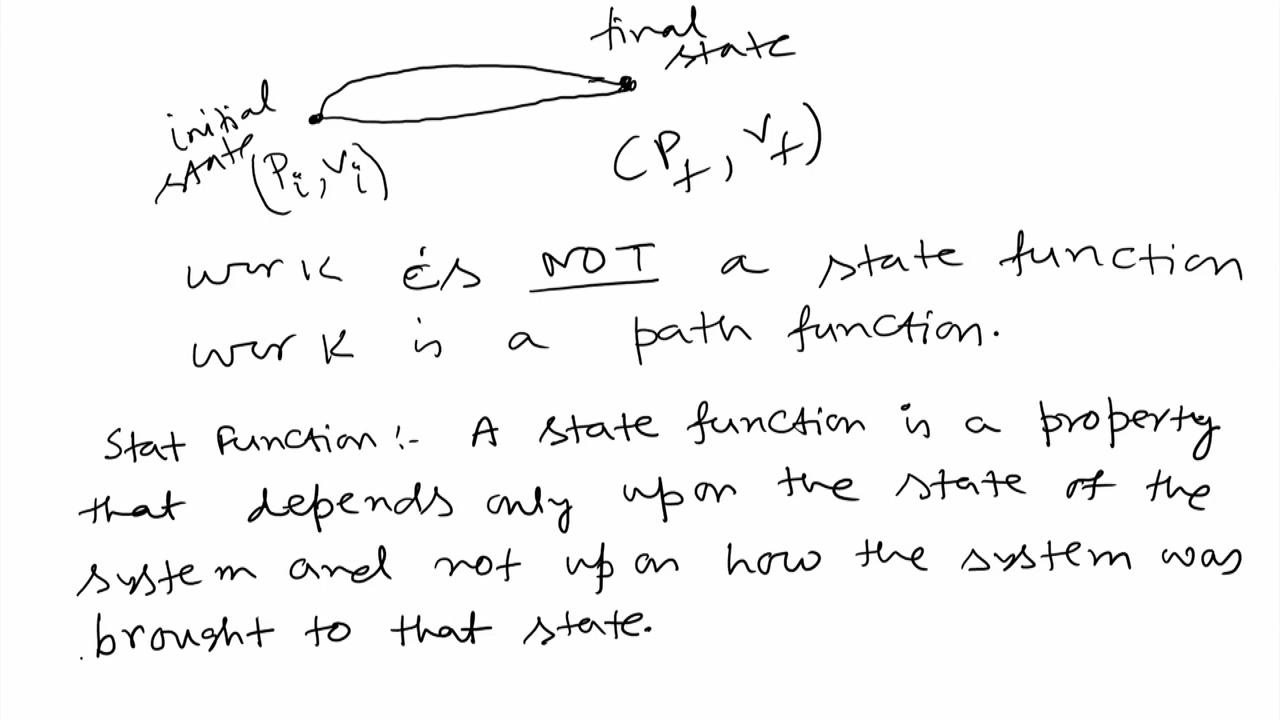 final
state
initial
state
(Pi, Vi)
(Pf, Vf)
work is NOT a state function
work is a path function.
Stat Function :- A state function is a property
that depends only upon the state of the
system and not upon how the system was
brought to that state.